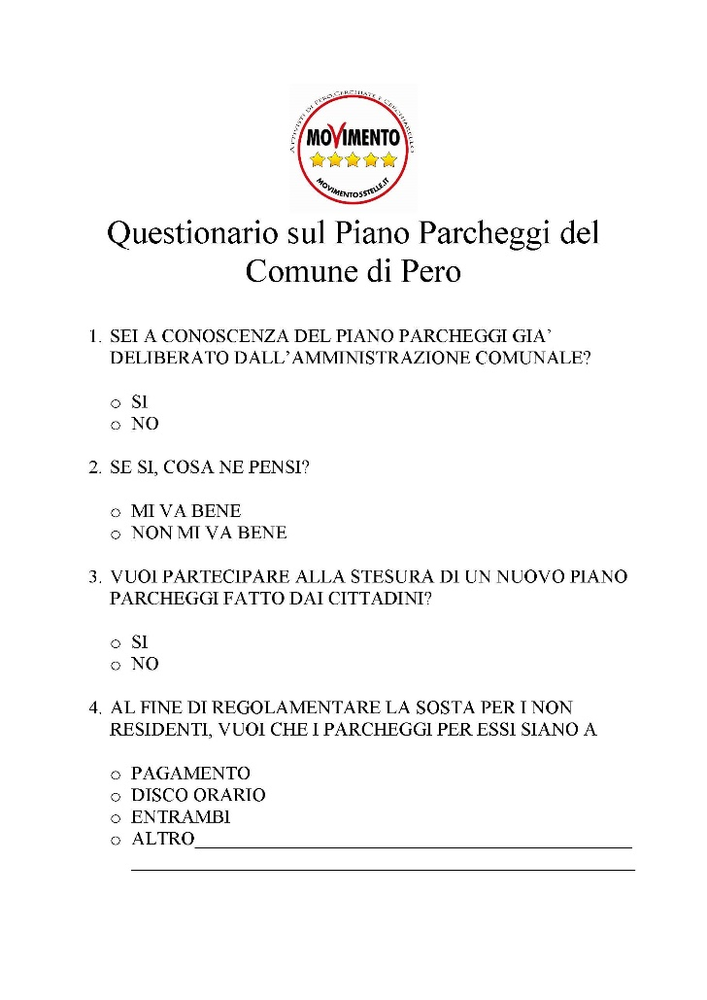 ATTIVISTI DI PERO, CERCHIATE E CERCHIARELLO
MOVIMENTO
MOVIMENTO5STELLE.IT
Questionario sul Piano Parcheggi del
Comune di Pero
1. SEI A CONOSCENZA DEL PIANO PARCHEGGI GIA’
DELIBERATO DALL’AMMINISTRAZIONE COMUNALE?
o SI
o NO
2. SE SI, COSA NE PENSI?
o MI VA BENE
o NON MI VA BENE
3. VUOI PARTECIPARE ALLA STESURA DI UN NUOVO PIANO
PARCHEGGI FATTO DAI CITTADINI?
o SI
o NO
4. AL FINE DI REGOLAMENTARE LA SOSTA PER I NON
RESIDENTI, VUOI CHE I PARCHEGGI PER ESSI SIANO A
o PAGAMENTO
o DISCO ORARIO
o ENTRAMBI
o ALTRO